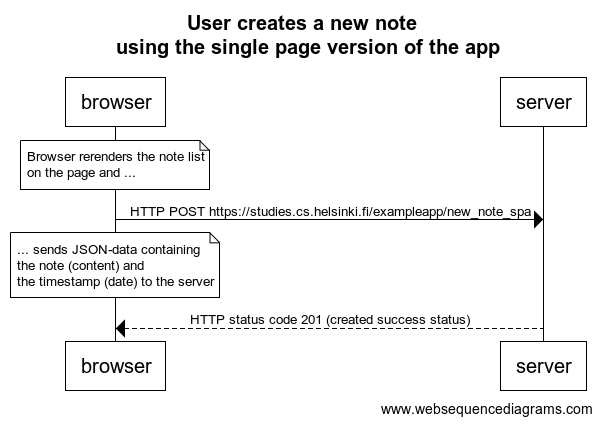 User creates a new note
using the single page version of the app
browser
server
Browser rerenders the note list
on the page and ...
HTTP POST https://studies.cs.helsinki.fi/exampleapp/new_note_spa
... sends JSON-data containing
the note (content) and
the timestamp (date) to the server
HTTP status code 201 (created success status)
browser
server
www.websequencediagrams.com